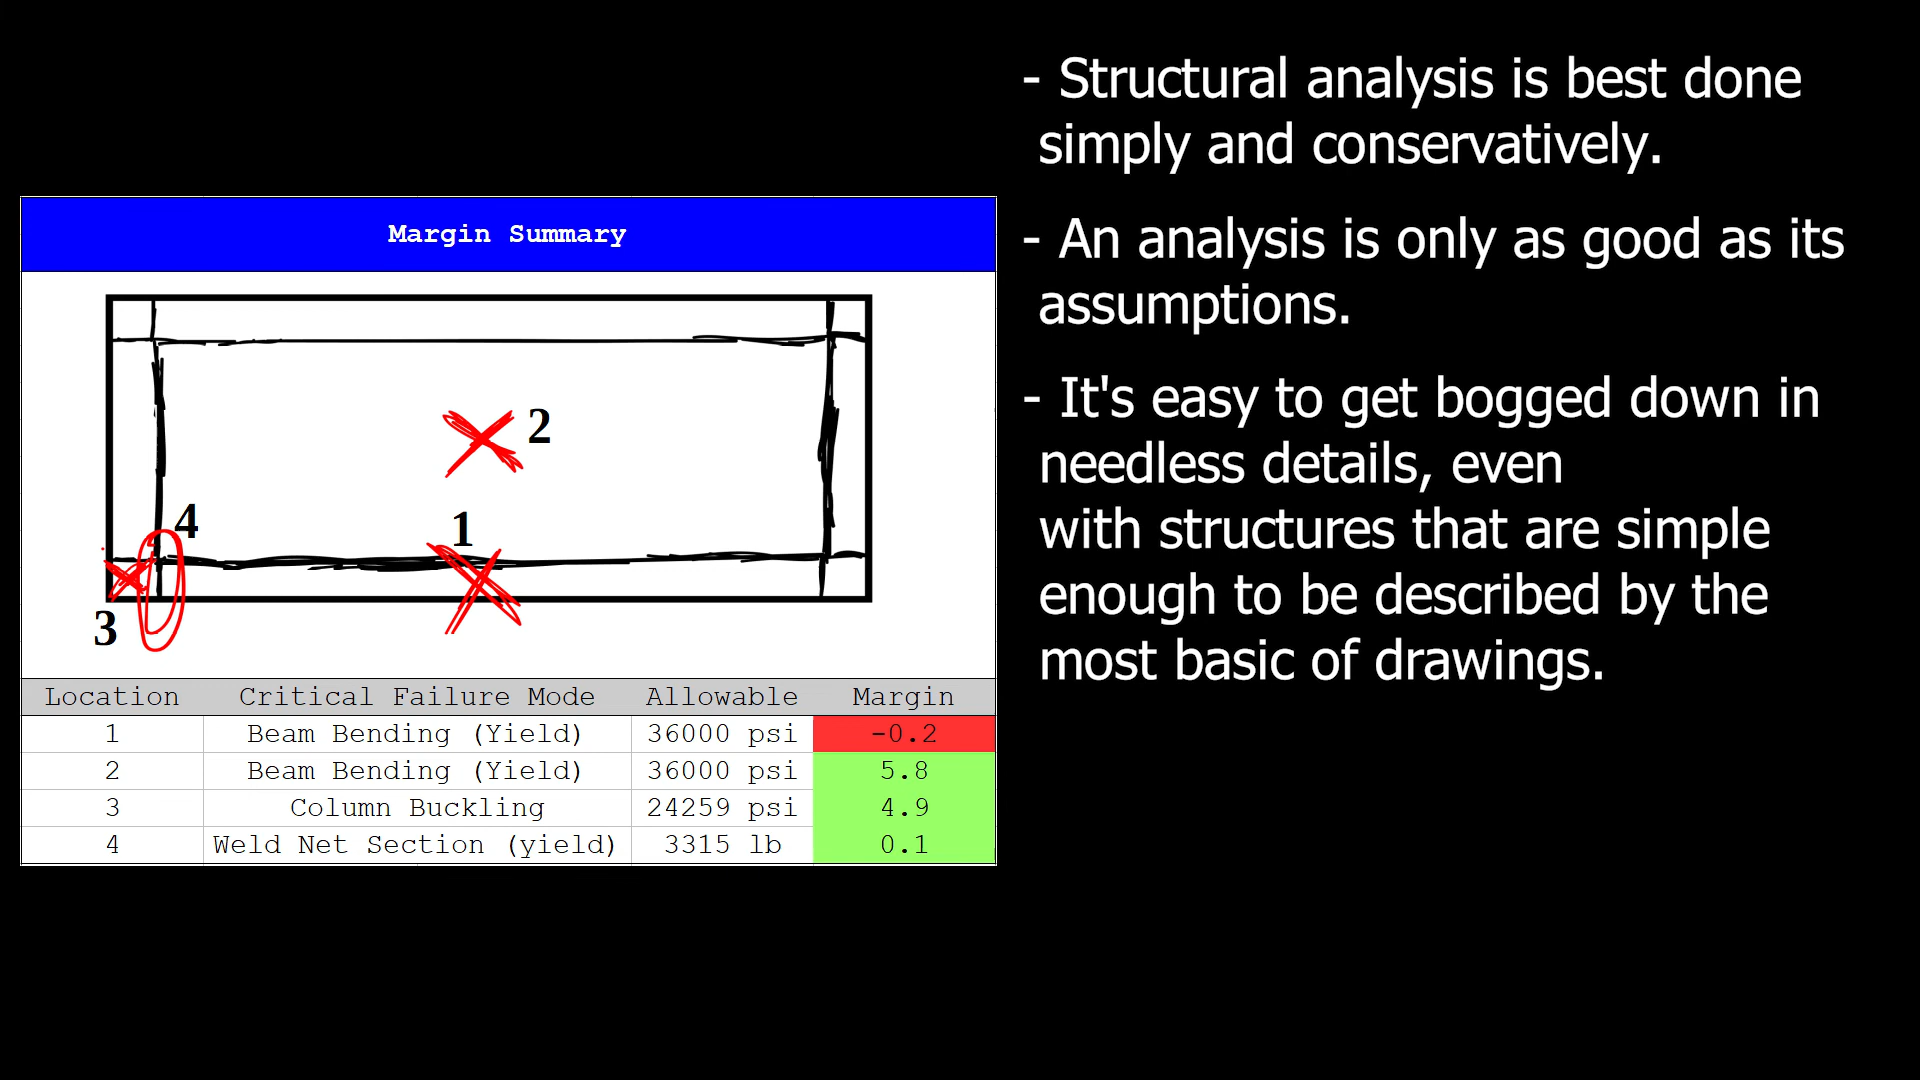 Margin Summary
2
4
1
3
Location Critical Failure Mode Allowable Margin
1 Beam Bending (Yield) 36000 psi -0.2
2 Beam Bending (Yield) 36000 psi 5.8
3 Column Buckling 24259 psi 4.9
4 Weld Net Section (yield) 3315 lb 0.1
- Structural analysis is best done
simply and conservatively.
- An analysis is only as good as its
assumptions.
- It's easy to get bogged down in
needless details, even
with structures that are simple
enough to be described by the
most basic of drawings.